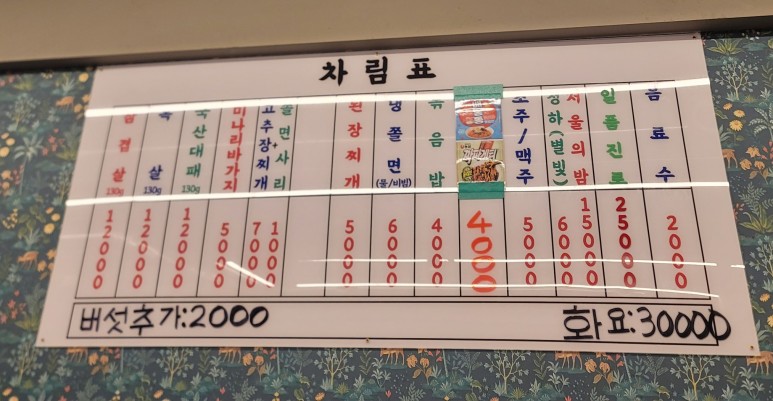 차림표
삼겹살 130g 12000
목살 130g 12000
국산대패 130g 12000
미나리바가지 5000
고추장찌개 7000
+쫄면사리 1000
된장찌개 5000
냉쫄면 (물/비빔) 6000
볶음밥 4000
4000
소주/맥주 5000
청하(별빛) 6000
서울의밤 15000
일품진로 25000
음료수 2000
버섯추가:2000
화요:30000